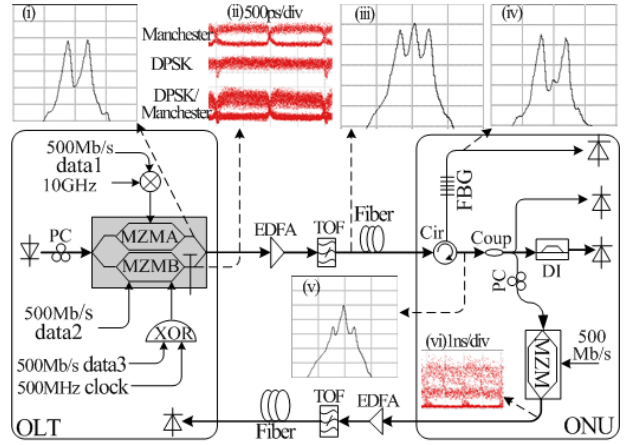 (i)
(ii)500ps/div
Manchester
DPSK
DPSK/
Manchester
(iii)
(iv)
500Mb/s
data1
10GHz
PC
MZMA
MZMB
500Mb/s
data2
XOR
500Mb/s data3
500MHz clock
OLT
EDFA
TOF
Fiber
Cir
FBG
Coup
DI
PC
(v)
(vi)1ns/div
MZM
500
Mb/s
ONU
Fiber
TOF
EDFA